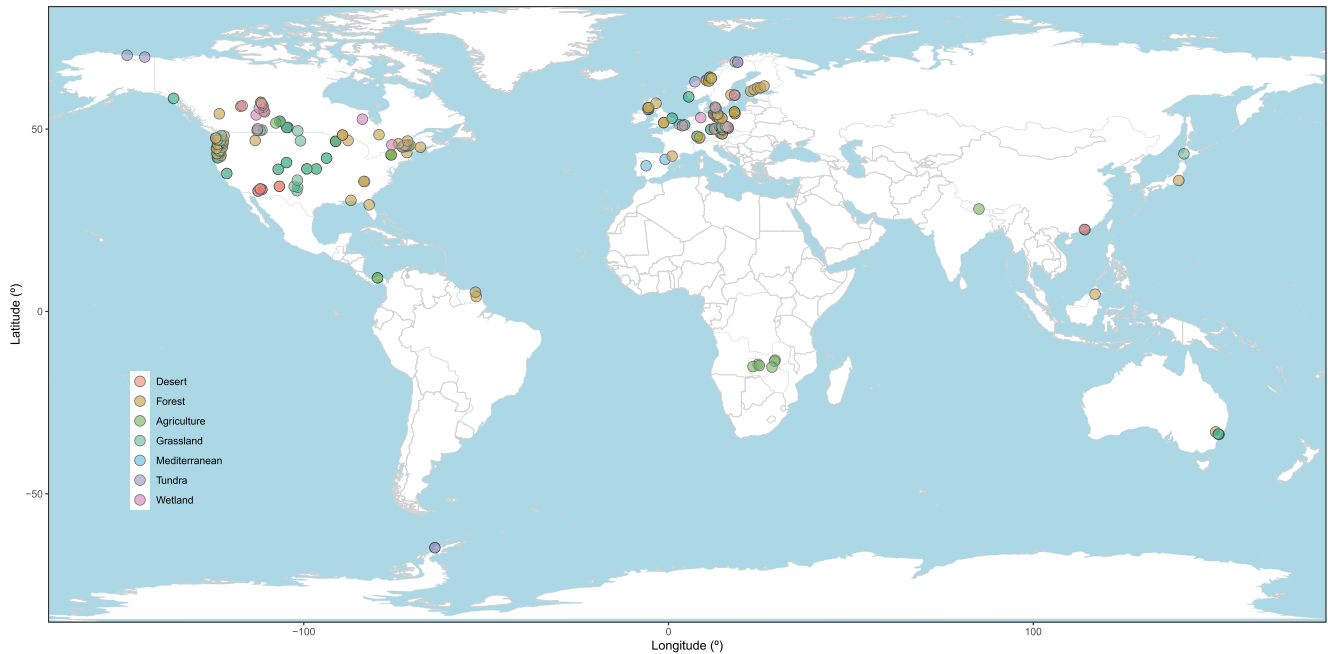 Latitude (º)
50
0
−50
Desert
Forest
Agriculture
Grassland
Mediterranean
Tundra
Wetland
−100
0
100
Longitude (º)